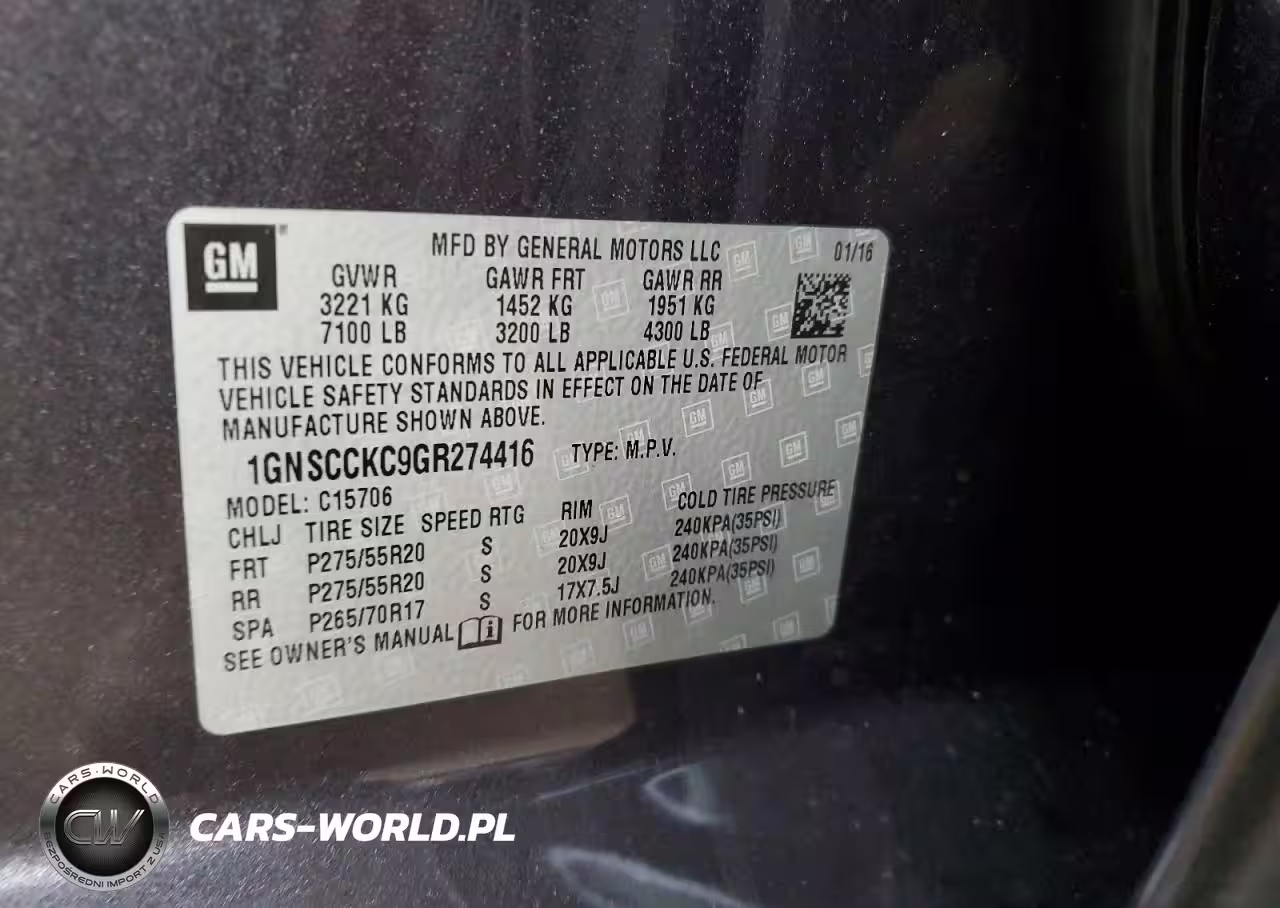 GM
MFD BY GENERAL MOTORS LLC 01/16
GVWR GAWR FRT GAWR RR
3221 KG 1452 KG 1951 KG
7100 LB 3200 LB 4300 LB
THIS VEHICLE CONFORMS TO ALL APPLICABLE U.S. FEDERAL MOTOR
VEHICLE SAFETY STANDARDS IN EFFECT ON THE DATE OF
MANUFACTURE SHOWN ABOVE.
1GNSCCKC9GR274416 TYPE: M.P.V.
MODEL: C15706
CHLJ TIRE SIZE SPEED RTG RIM COLD TIRE PRESSURE
FRT P275/55R20 S 20X9J 240KPA(35PSI)
RR P275/55R20 S 20X9J 240KPA(35PSI)
SPA P265/70R17 S 17X7.5J 240KPA(35PSI)
SEE OWNER'S MANUAL FOR MORE INFORMATION.
CARS-WORLD
CW
BEZPOŚREDNI IMPORT Z USA
CARS-WORLD.PL